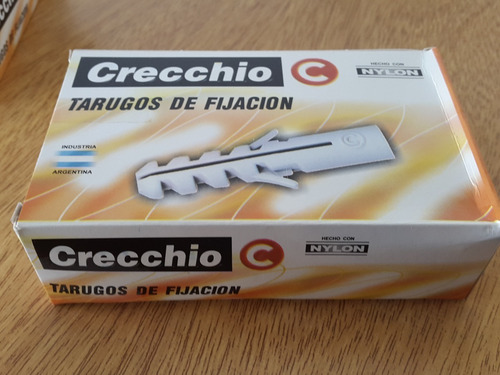 Crecchio C
HECHO CON
NYLON
TARUGOS DE FIJACION
INDUSTRIA
ARGENTINA
C
Crecchio C
HECHO CON
NYLON
TARUGOS DE FIJACION